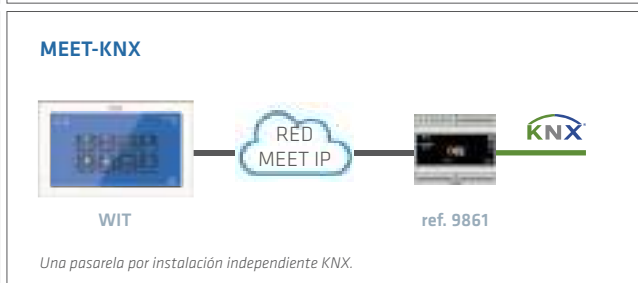 MEET-KNX
RED
MEET IP
KNX
WIT
ref. 9861
Una pasarela por instalación independiente KNX.